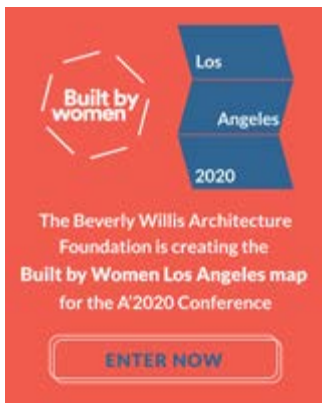 Built by
women
Los
Angeles
2020
The Beverly Willis Architecture
Foundation is creating the
Built by Women Los Angeles map
for the A'2020 Conference
ENTER NOW